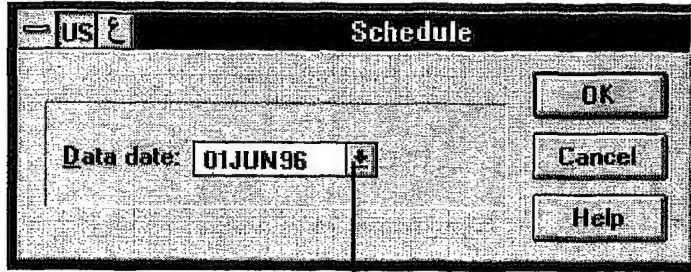 US ع Schedule
OK
Data date: 01JUN96
Cancel
Help